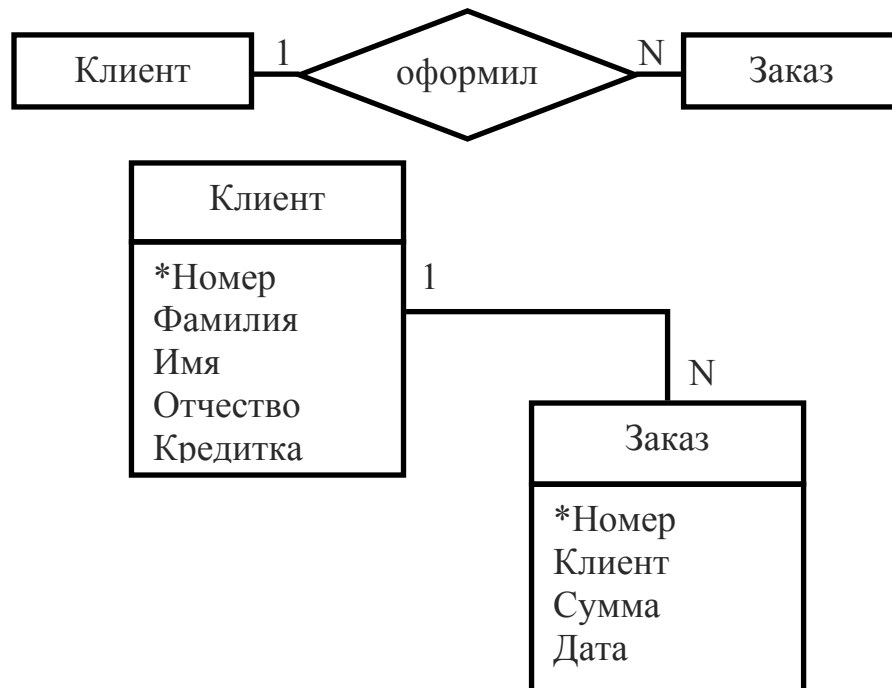 Клиент 1 оформил N Заказ
Клиент
*Номер
Фамилия
Имя
Отчество
Кредитка
1
N
Заказ
*Номер
Клиент
Сумма
Дата